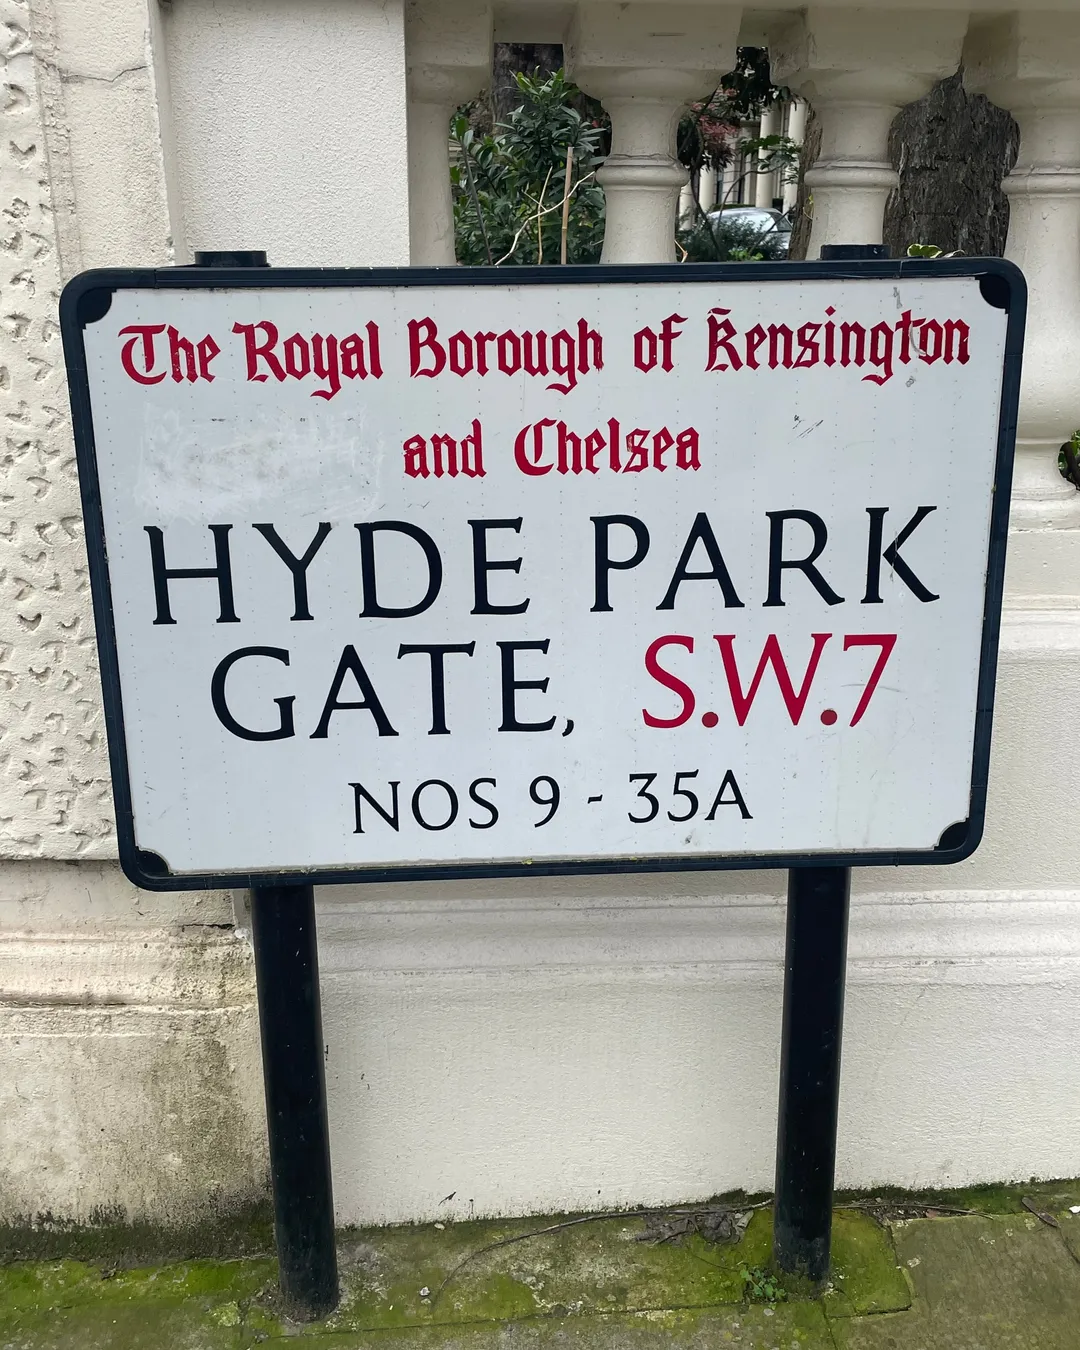 The Royal Borough of Kensington
and Chelsea
HYDE PARK
GATE, S.W.7
NOS 9 - 35A